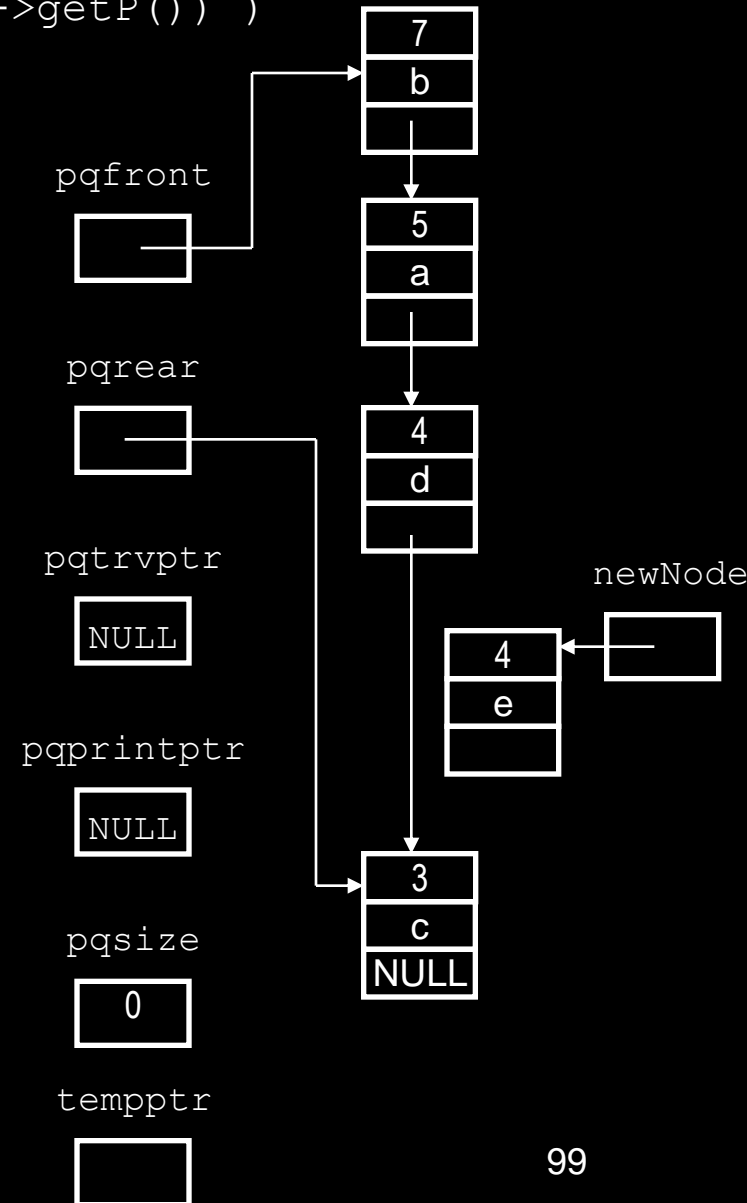 ->getP()) )
7
b
pqfront
5
a
pqrear
4
d
pqtrvptr
newNode
NULL
4
e
pqprintptr
NULL
3
c
pqsize
NULL
0
tempptr
99